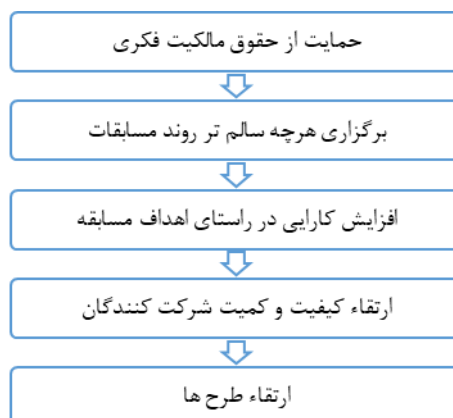 حمایت از حقوق مالکیت فکری
برگزاری هرچه سالم تر روند مسابقات
افزایش کارایی در راستای اهداف مسابقه
ارتقاء کیفیت و کمیت شرکت کنندگان
ارتقاء طرح ها